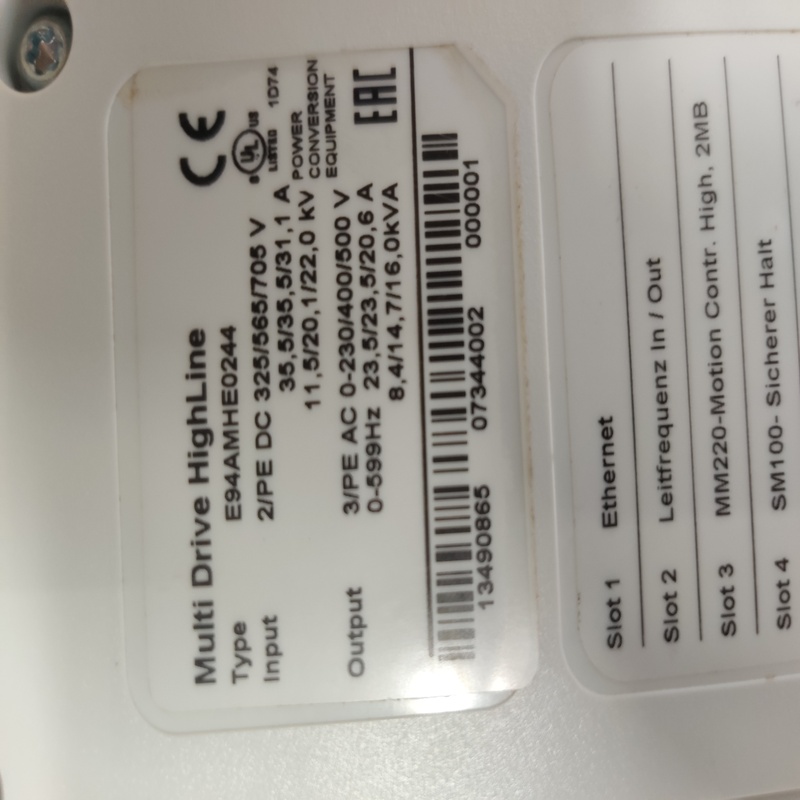 Multi Drive HighLine
Type E94AMHE0244
Input 2/PE DC 325/565/705 V
35,5/35,5/31,1 A
11,5/20,1/22,0 kV
Output 3/PE AC 0-230/400/500 V
0-599Hz 23,5/23,5/20,6 A
8,4/14,7/16,0kVA
CE
c UL US
LISTED 1D74
POWER
CONVERSION
EQUIPMENT
EAC
13490865 07344002 000001
Slot 1 Ethernet
Slot 2 Leitfrequenz In / Out
Slot 3 MM220-Motion Contr. High, 2MB
Slot 4 SM100- Sicherer Halt